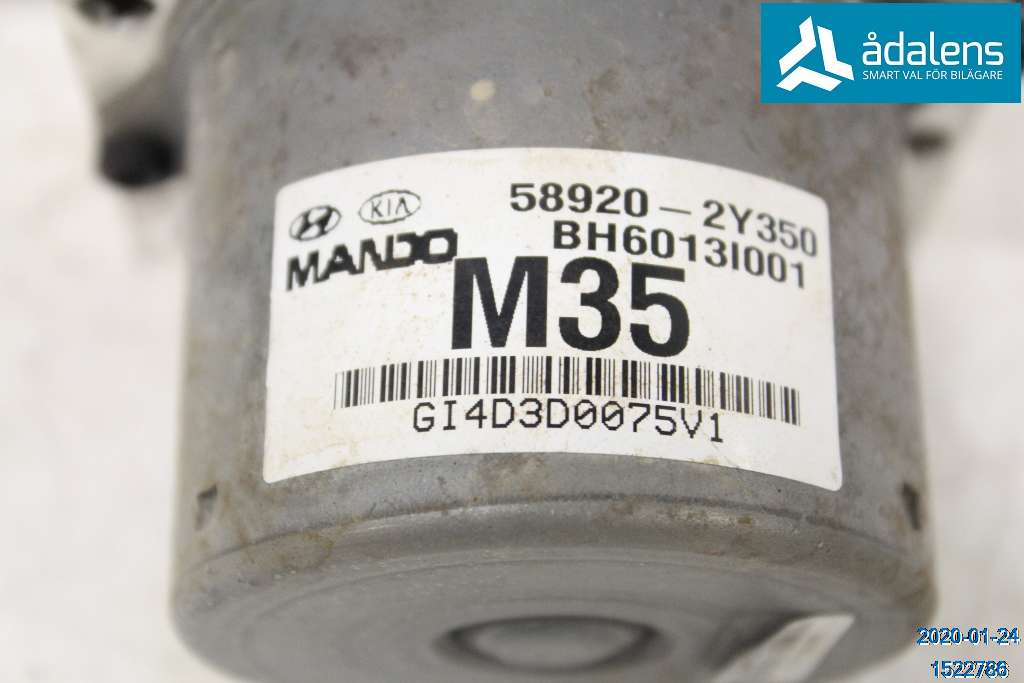 ådalens
SMART VAL FÖR BILÄGARE
KIA
58920-2Y350
MANDO
BH6013I001
M35
GI4D3D0075V1
2020-01-24
1522786